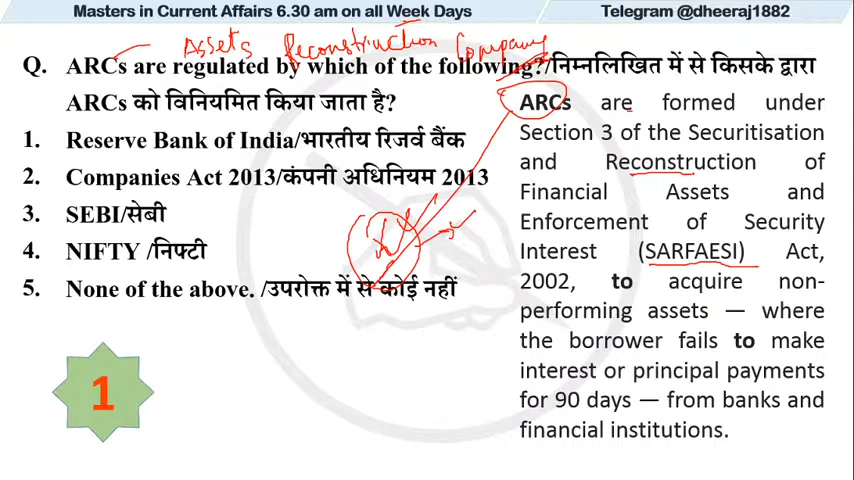 Masters in Current Affairs 6.30 am on all Week Days
Telegram @dheeraj1882
Assets Reconstruction Company
Q. ARCs are regulated by which of the following?/निम्नलिखित में से किसके द्वारा
ARCs को विनियमित किया जाता है?
1. Reserve Bank of India/भारतीय रिजर्व बैंक
2. Companies Act 2013/कंपनी अधिनियम 2013
3. SEBI/सेबी
4. NIFTY /निफ्टी
5. None of the above. /उपरोक्त में से कोई नहीं
1
ARCs are formed under
Section 3 of the Securitisation
and Reconstruction of
Financial Assets and
Enforcement of Security
Interest (SARFAESI) Act,
2002, to acquire non-
performing assets — where
the borrower fails to make
interest or principal payments
for 90 days — from banks and
financial institutions.